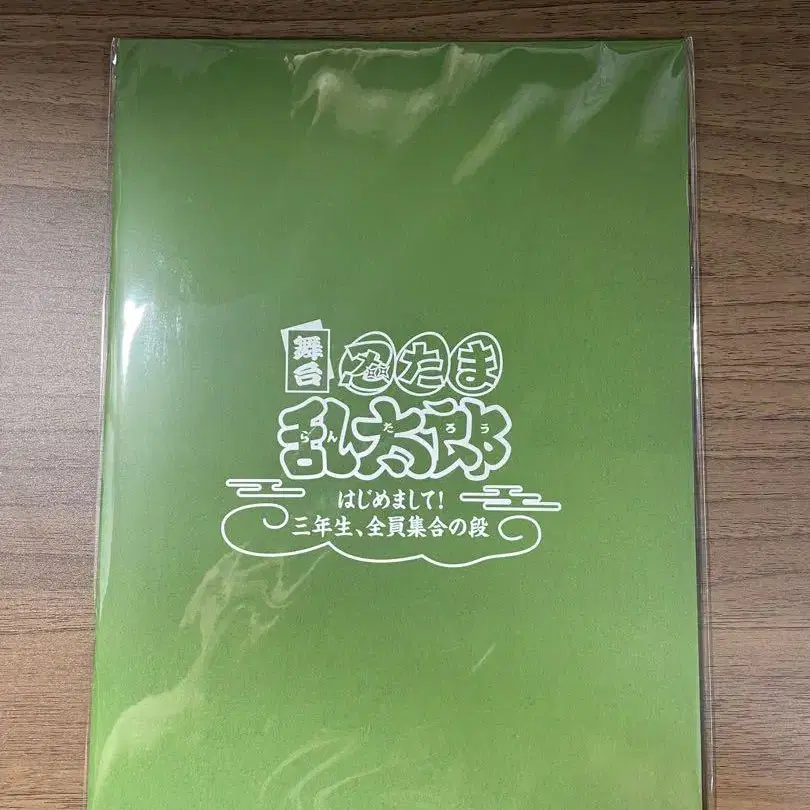 舞台
忍たま
乱太郎
らんたろう
はじめまして!
三年生、全員集合の段